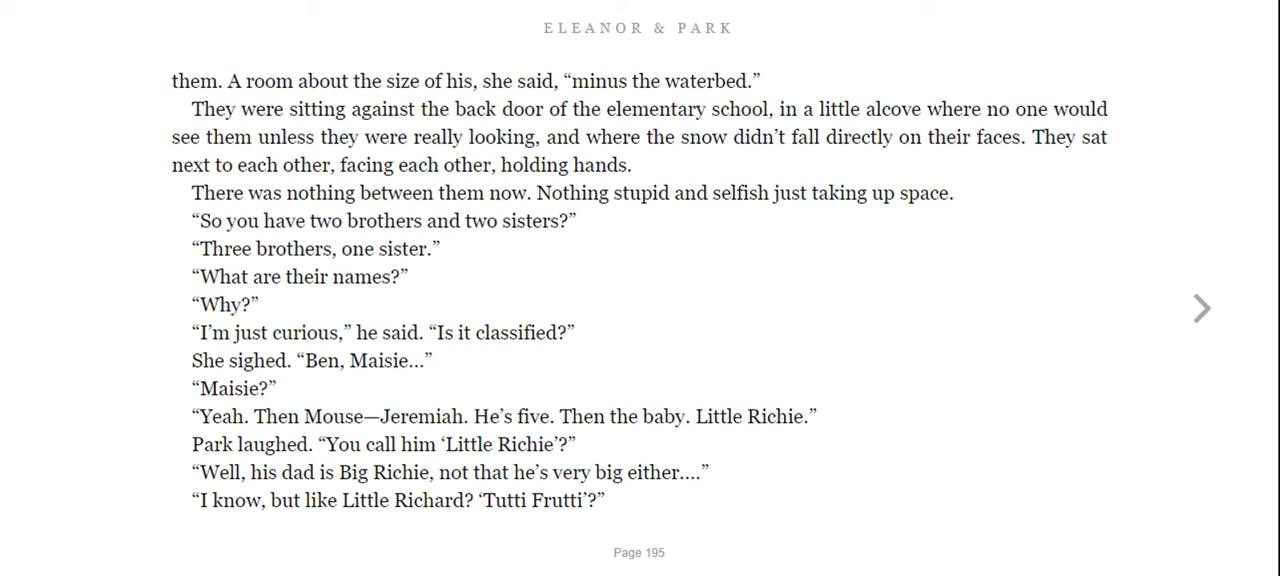 ELEANOR & PARK
them. A room about the size of his, she said, “minus the waterbed.”
They were sitting against the back door of the elementary school, in a little alcove where no one would
see them unless they were really looking, and where the snow didn’t fall directly on their faces. They sat
next to each other, facing each other, holding hands.
There was nothing between them now. Nothing stupid and selfish just taking up space.
“So you have two brothers and two sisters?”
“Three brothers, one sister.”
“What are their names?”
“Why?”
“I’m just curious,” he said. “Is it classified?”
She sighed. “Ben, Maisie…”
“Maisie?”
“Yeah. Then Mouse—Jeremiah. He’s five. Then the baby. Little Richie.”
Park laughed. “You call him ‘Little Richie’?”
“Well, his dad is Big Richie, not that he’s very big either.…”
“I know, but like Little Richard? ‘Tutti Frutti’?”
Page 195